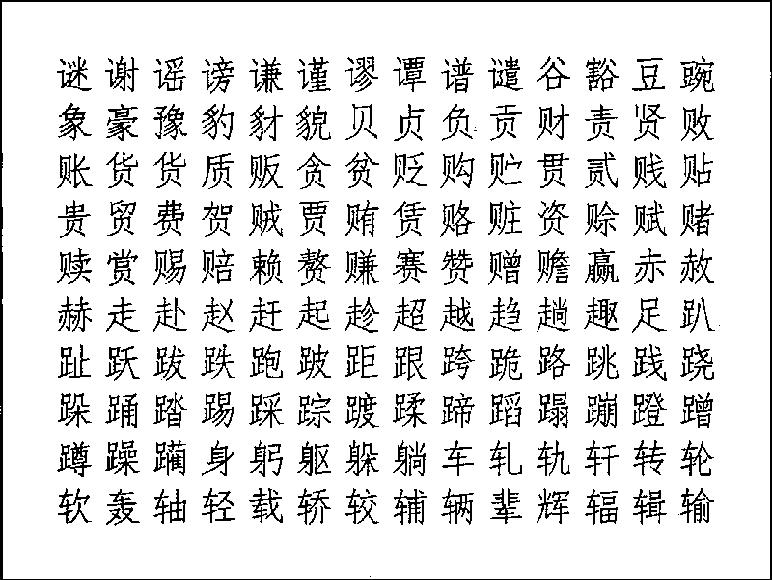 谜谢谣谤谦谨谬谭谱谴谷豁豆豌
象豪豫豹豺貌贝贞负贡财责贤败
账货货质贩贪贫贬购贮贯贰贱贴
贵贸费贺贼贾贿赁赂赃资赊赋赌
赎赏赐赔赖赘赚赛赞赠赡赢赤赦
赫走赴赵赶起趁超越趋趟趣足趴
趾跃跋跌跑跛距跟跨跪路跳践跷
跺踊踏踢踩踪踱蹂蹄蹈蹋蹦蹬蹭
蹲躁躏身躬躯躲躺车轧轨轩转轮
软轰轴轻载轿较辅辆辈辉辐辑输